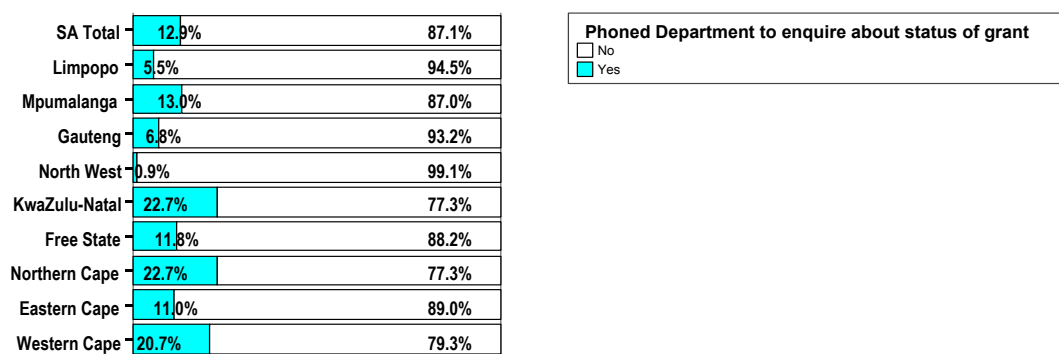 SA Total 12.9% 87.1%
Limpopo 5.5% 94.5%
Mpumalanga 13.0% 87.0%
Gauteng 6.8% 93.2%
North West 0.9% 99.1%
KwaZulu-Natal 22.7% 77.3%
Free State 11.8% 88.2%
Northern Cape 22.7% 77.3%
Eastern Cape 11.0% 89.0%
Western Cape 20.7% 79.3%
Phoned Department to enquire about status of grant
No
Yes